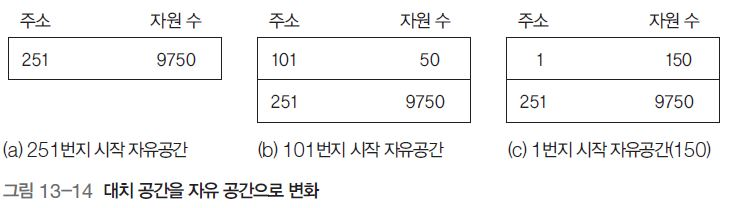 주소 자원 수 주소 자원 수 주소 자원 수
251 9750 101 50 1 150
251 9750 251 9750
(a) 251번지 시작 자유공간 (b) 101번지 시작 자유공간 (c) 1번지 시작 자유공간(150)
그림 13-14 대치 공간을 자유 공간으로 변화